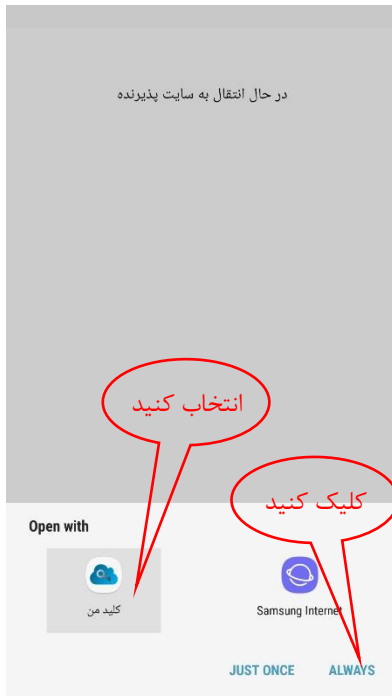 در حال انتقال به سایت پذیرنده
انتخاب کنید
کلیک کنید
Open with
کلید من
Samsung Internet
JUST ONCE
ALWAYS